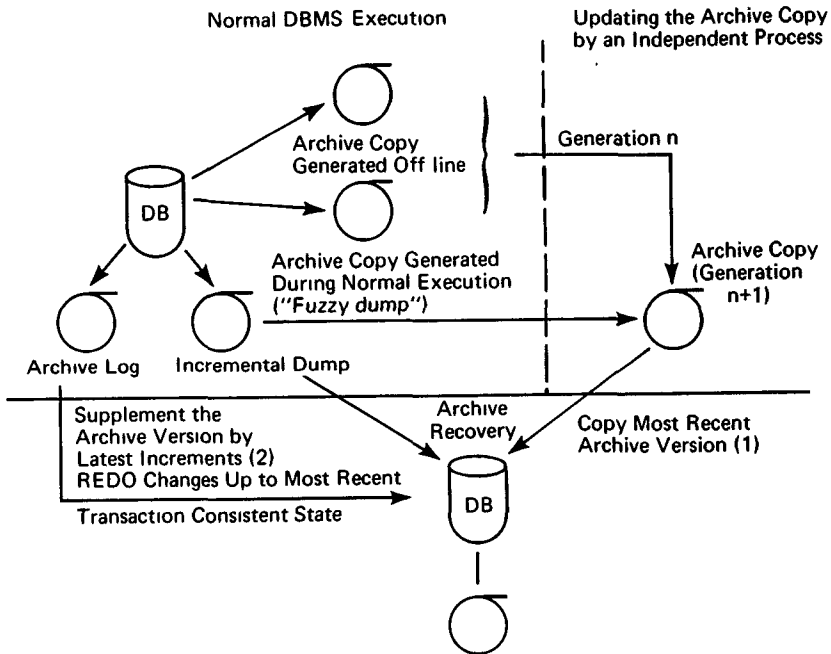 Normal DBMS Execution
Updating the Archive Copy
by an Independent Process
Archive Copy
Generated Off line
Generation n
DB
Archive Copy Generated
During Normal Execution
("Fuzzy dump")
Archive Copy
(Generation
n+1)
Archive Log
Incremental Dump
Supplement the
Archive Version by
Latest Increments (2)
REDO Changes Up to Most Recent
Transaction Consistent State
Archive
Recovery
Copy Most Recent
Archive Version (1)
DB